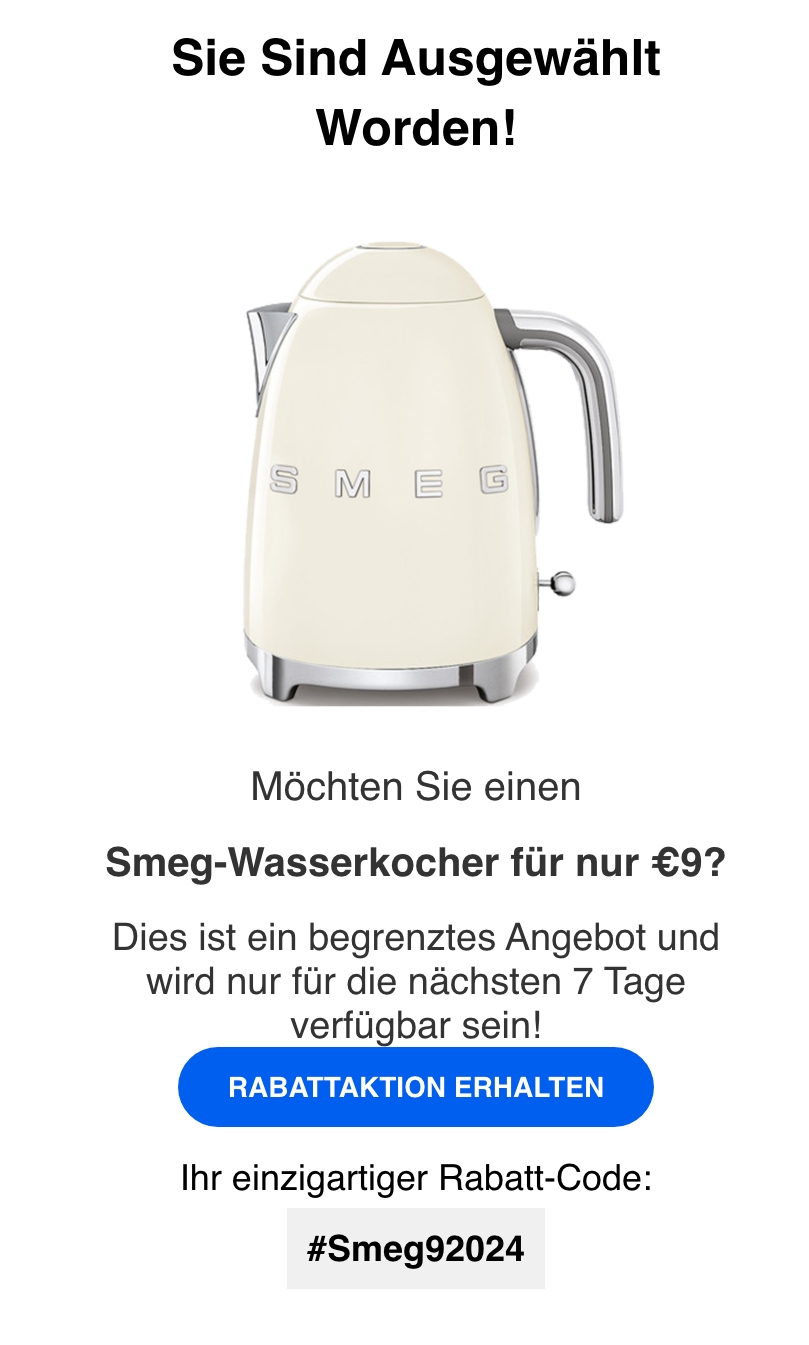 Sie Sind Ausgewählt
Worden!
SMEG
Möchten Sie einen
Smeg-Wasserkocher für nur €9?
Dies ist ein begrenztes Angebot und
wird nur für die nächsten 7 Tage
verfügbar sein!
RABATTAKTION ERHALTEN
Ihr einzigartiger Rabatt-Code:
#Smeg92024